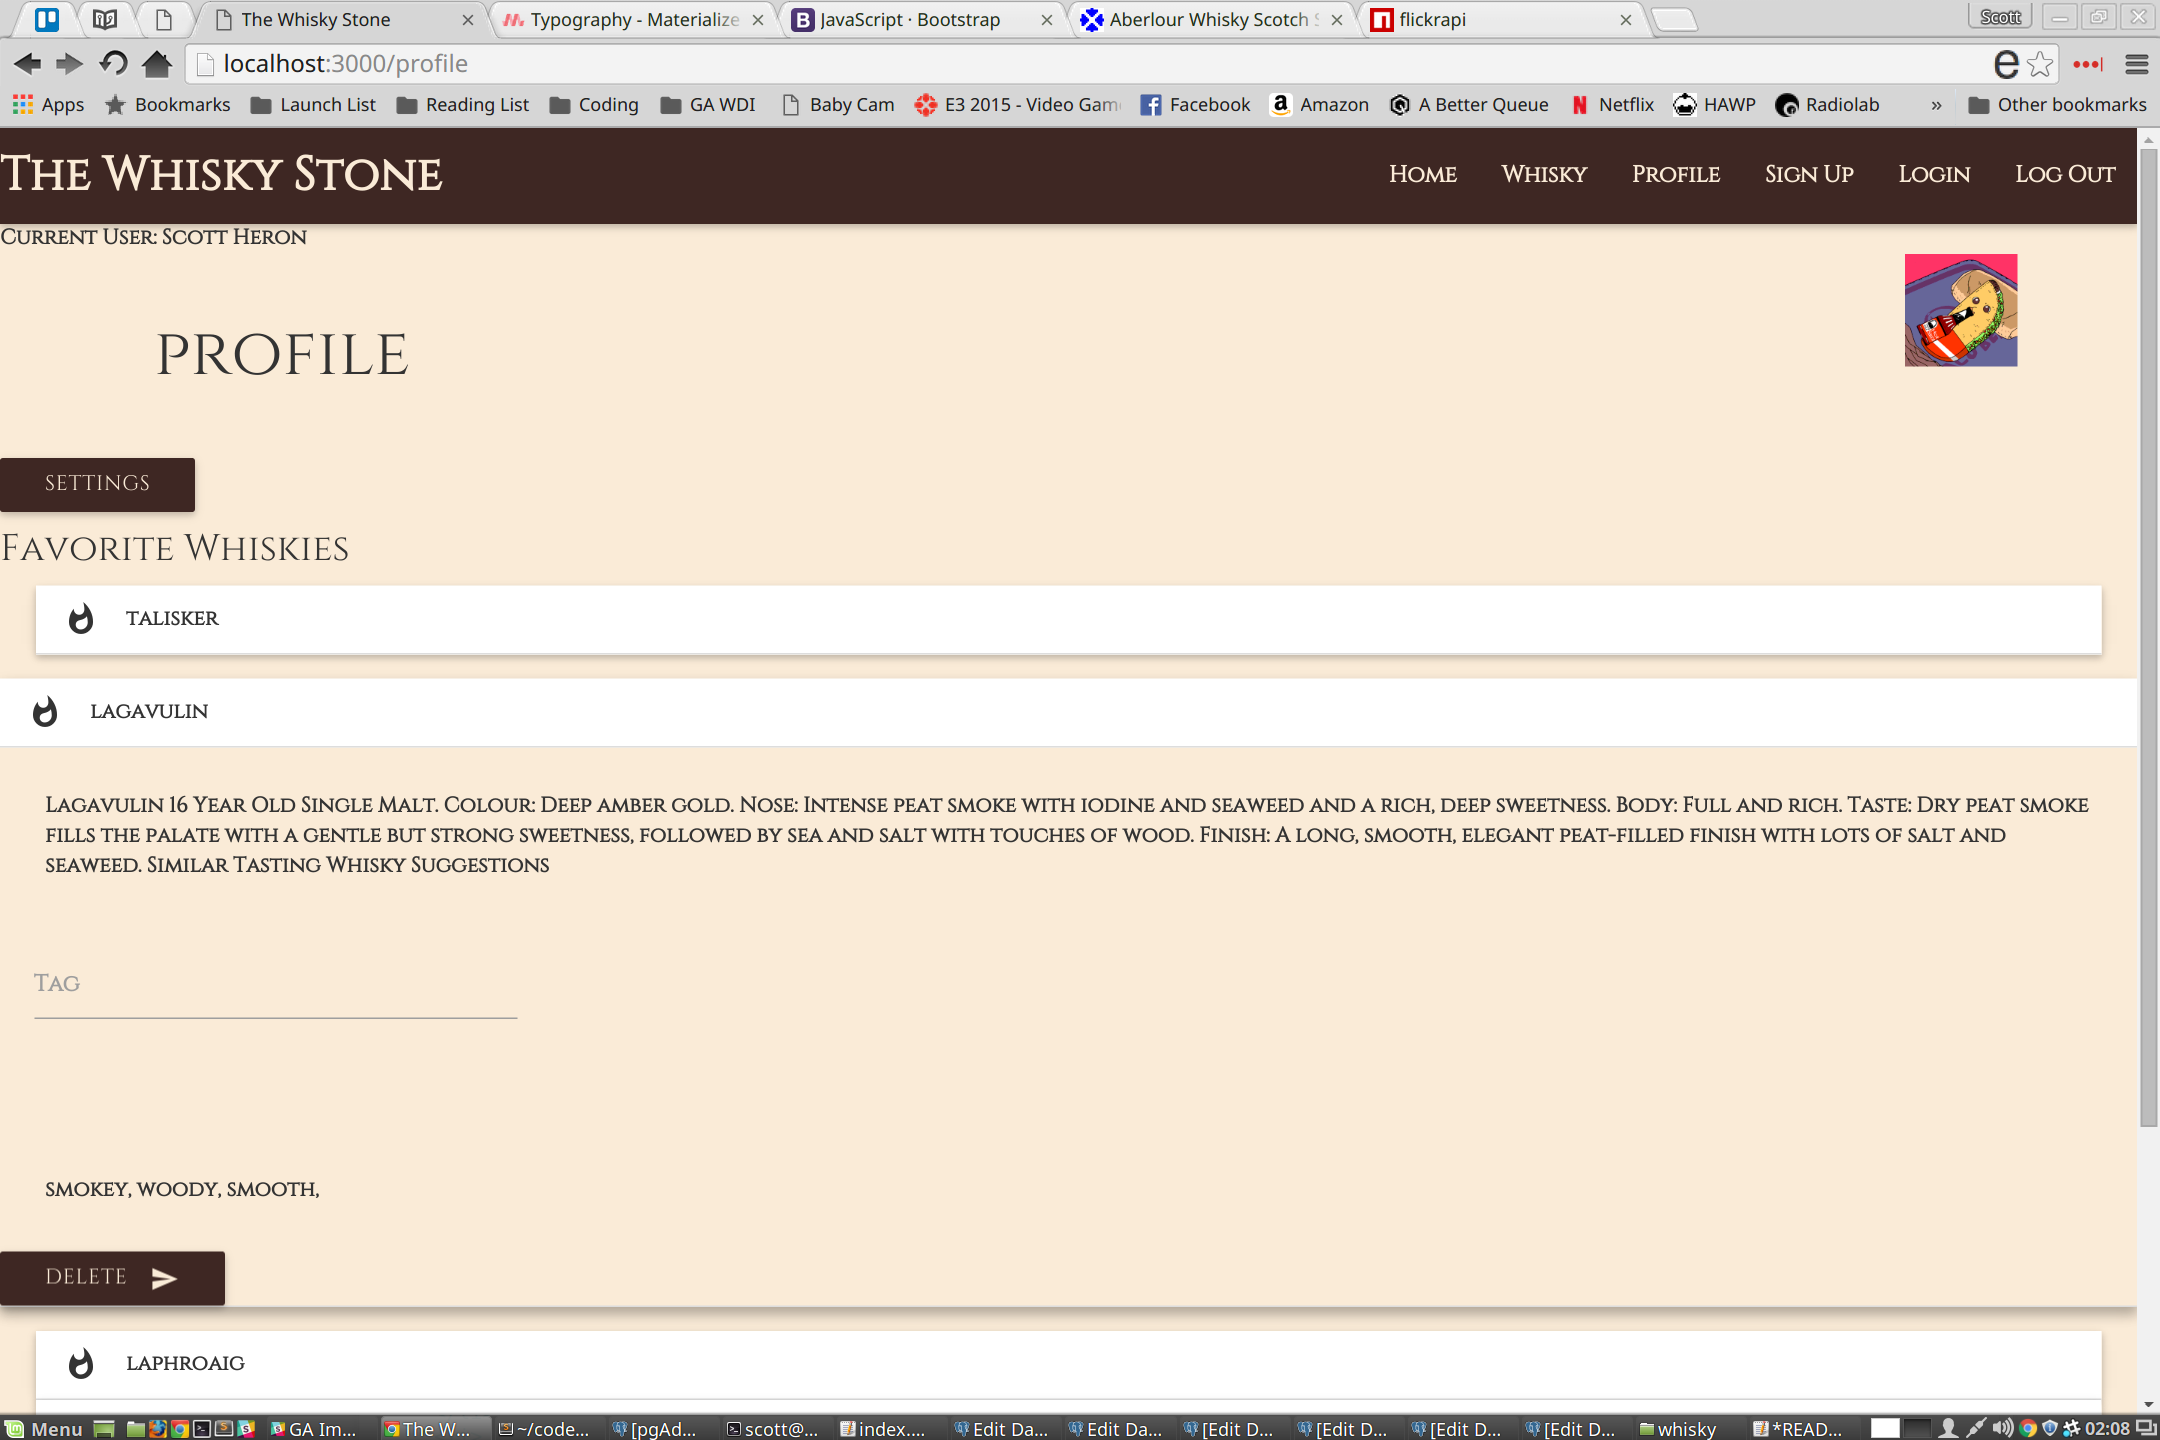 The Whisky Stone
Typography - Materialize
JavaScript · Bootstrap
Aberlour Whisky Scotch S
flickrapi
Scott
localhost:3000/profile
Apps
Bookmarks
Launch List
Reading List
Coding
GA WDI
Baby Cam
E3 2015 - Video Gam
Facebook
Amazon
A Better Queue
Netflix
HAWP
Radiolab
»
Other bookmarks
The Whisky Stone
Home
Whisky
Profile
Sign Up
Login
Log Out
Current User: Scott Heron
profile
SETTINGS
Favorite Whiskies
talisker
lagavulin
Lagavulin 16 Year Old Single Malt. Colour: Deep amber gold. Nose: Intense peat smoke with iodine and seaweed and a rich, deep sweetness. Body: Full and rich. Taste: Dry peat smoke
fills the palate with a gentle but strong sweetness, followed by sea and salt with touches of wood. Finish: A long, smooth, elegant peat-filled finish with lots of salt and
seaweed. Similar Tasting Whisky Suggestions
Tag
smokey, woody, smooth,
DELETE
laphroaig
Menu
GA Im...
The W...
~/code...
[pgAd...
scott@...
index....
Edit Da...
Edit Da...
[Edit D...
[Edit D...
[Edit D...
[Edit D...
whisky
*READ...
02:08